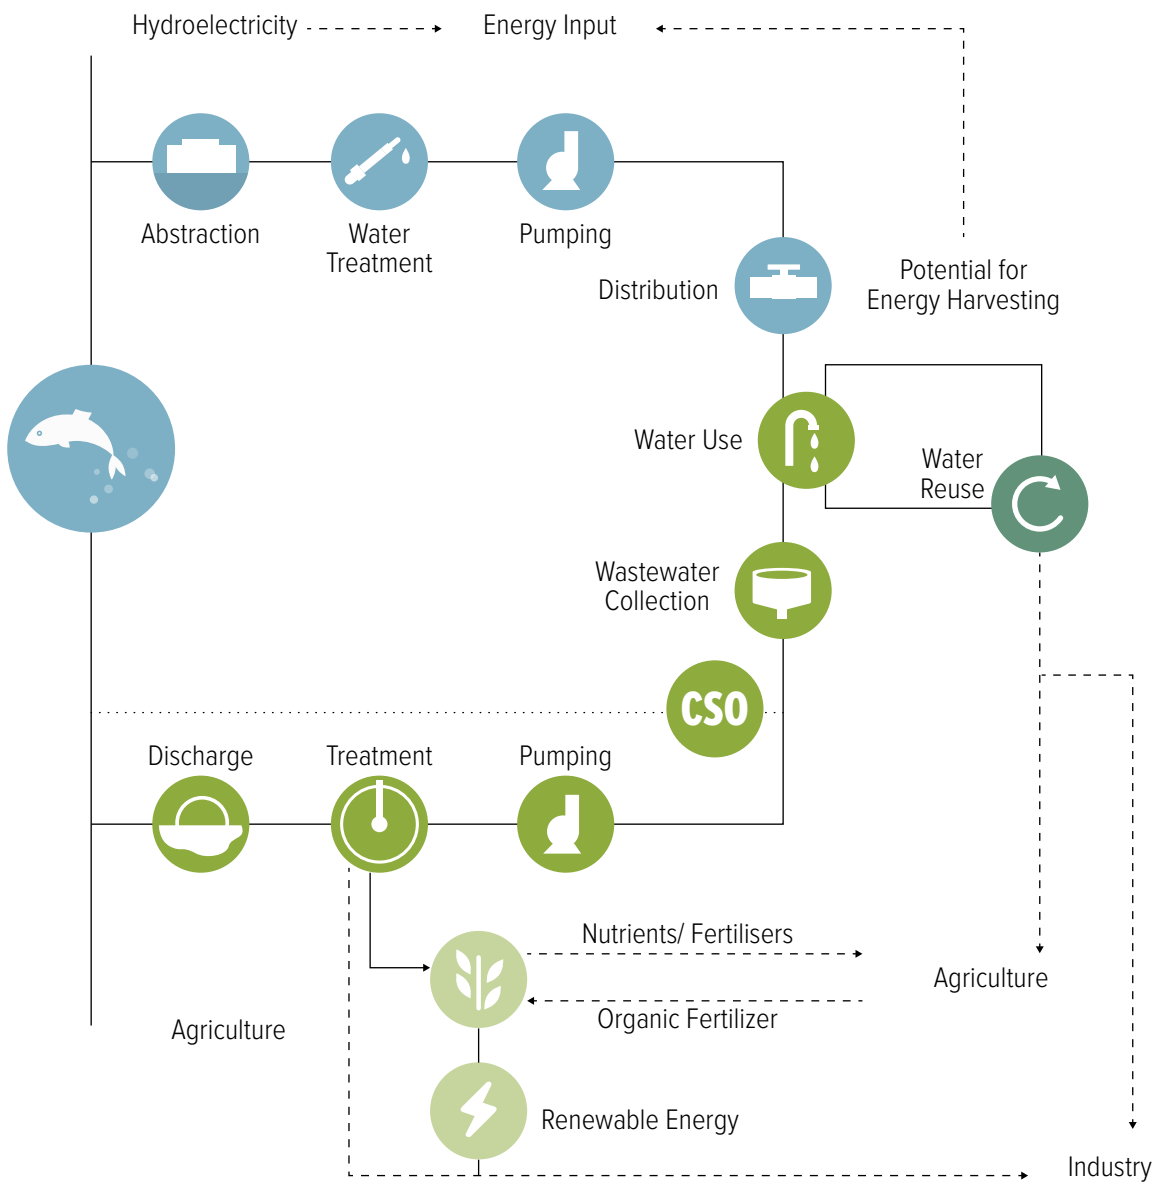 Hydroelectricity
Energy Input
Abstraction
Water
Treatment
Pumping
Distribution
Potential for
Energy Harvesting
Water Use
Water
Reuse
Wastewater
Collection
CSO
Discharge
Treatment
Pumping
Nutrients/ Fertilisers
Agriculture
Organic Fertilizer
Agriculture
Renewable Energy
Industry